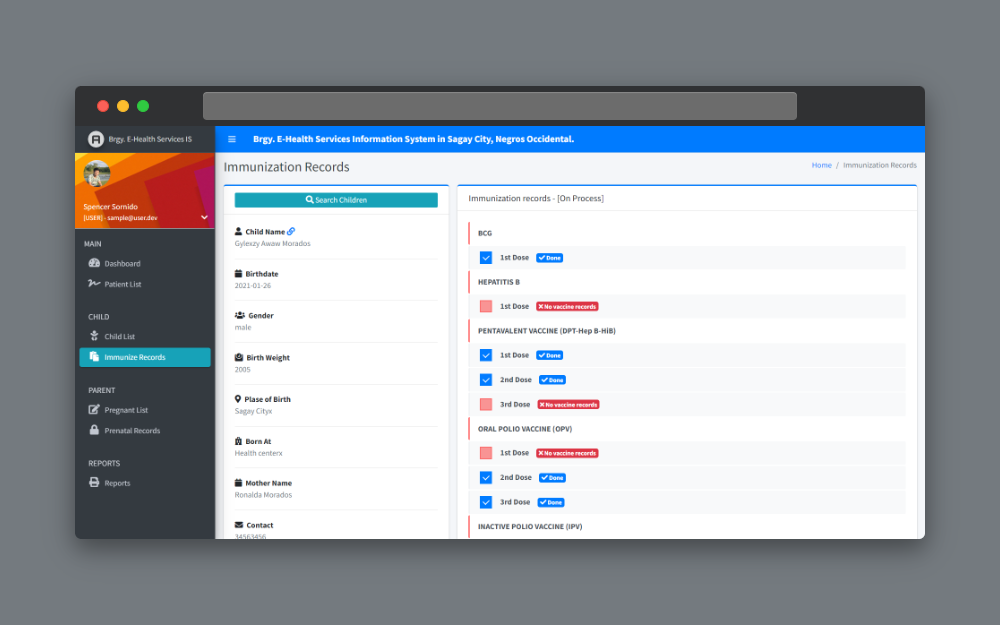 Brgy. E-Health Services IS
Brgy. E-Health Services Information System in Sagay City, Negros Occidental.
Spencer Sornido
[USER] - sample@user.dev
MAIN
Dashboard
Patient List
CHILD
Child List
Immunize Records
PARENT
Pregnant List
Prenatal Records
REPORTS
Reports
Immunization Records
Home / Immunization Records
Search Children
Child Name
Gyiexzy Awaw Morados
Birthdate
2021-01-26
Gender
male
Birth Weight
2005
Plase of Birth
Sagay Cityx
Born At
Health centerx
Mother Name
Ronalda Morados
Contact
34563456
Immunization records - [On Process]
BCG
1st Dose Done
HEPATITIS B
1st Dose No vaccine records
PENTAVALENT VACCINE (DPT-Hep B-HiB)
1st Dose Done
2nd Dose Done
3rd Dose No vaccine records
ORAL POLIO VACCINE (OPV)
1st Dose No vaccine records
2nd Dose Done
3rd Dose Done
INACTIVE POLIO VACCINE (IPV)